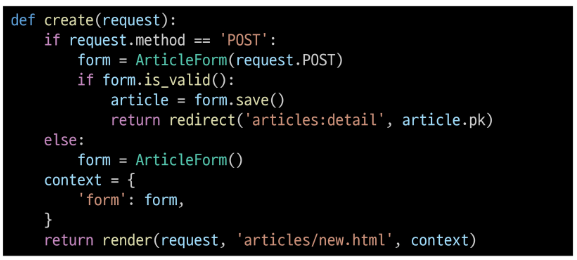 def create(request):
    if request.method == 'POST':
        form = ArticleForm(request.POST)
        if form.is_valid():
            article = form.save()
            return redirect('articles:detail', article.pk)
    else:
        form = ArticleForm()
    context = {
        'form': form,
    }
    return render(request, 'articles/new.html', context)